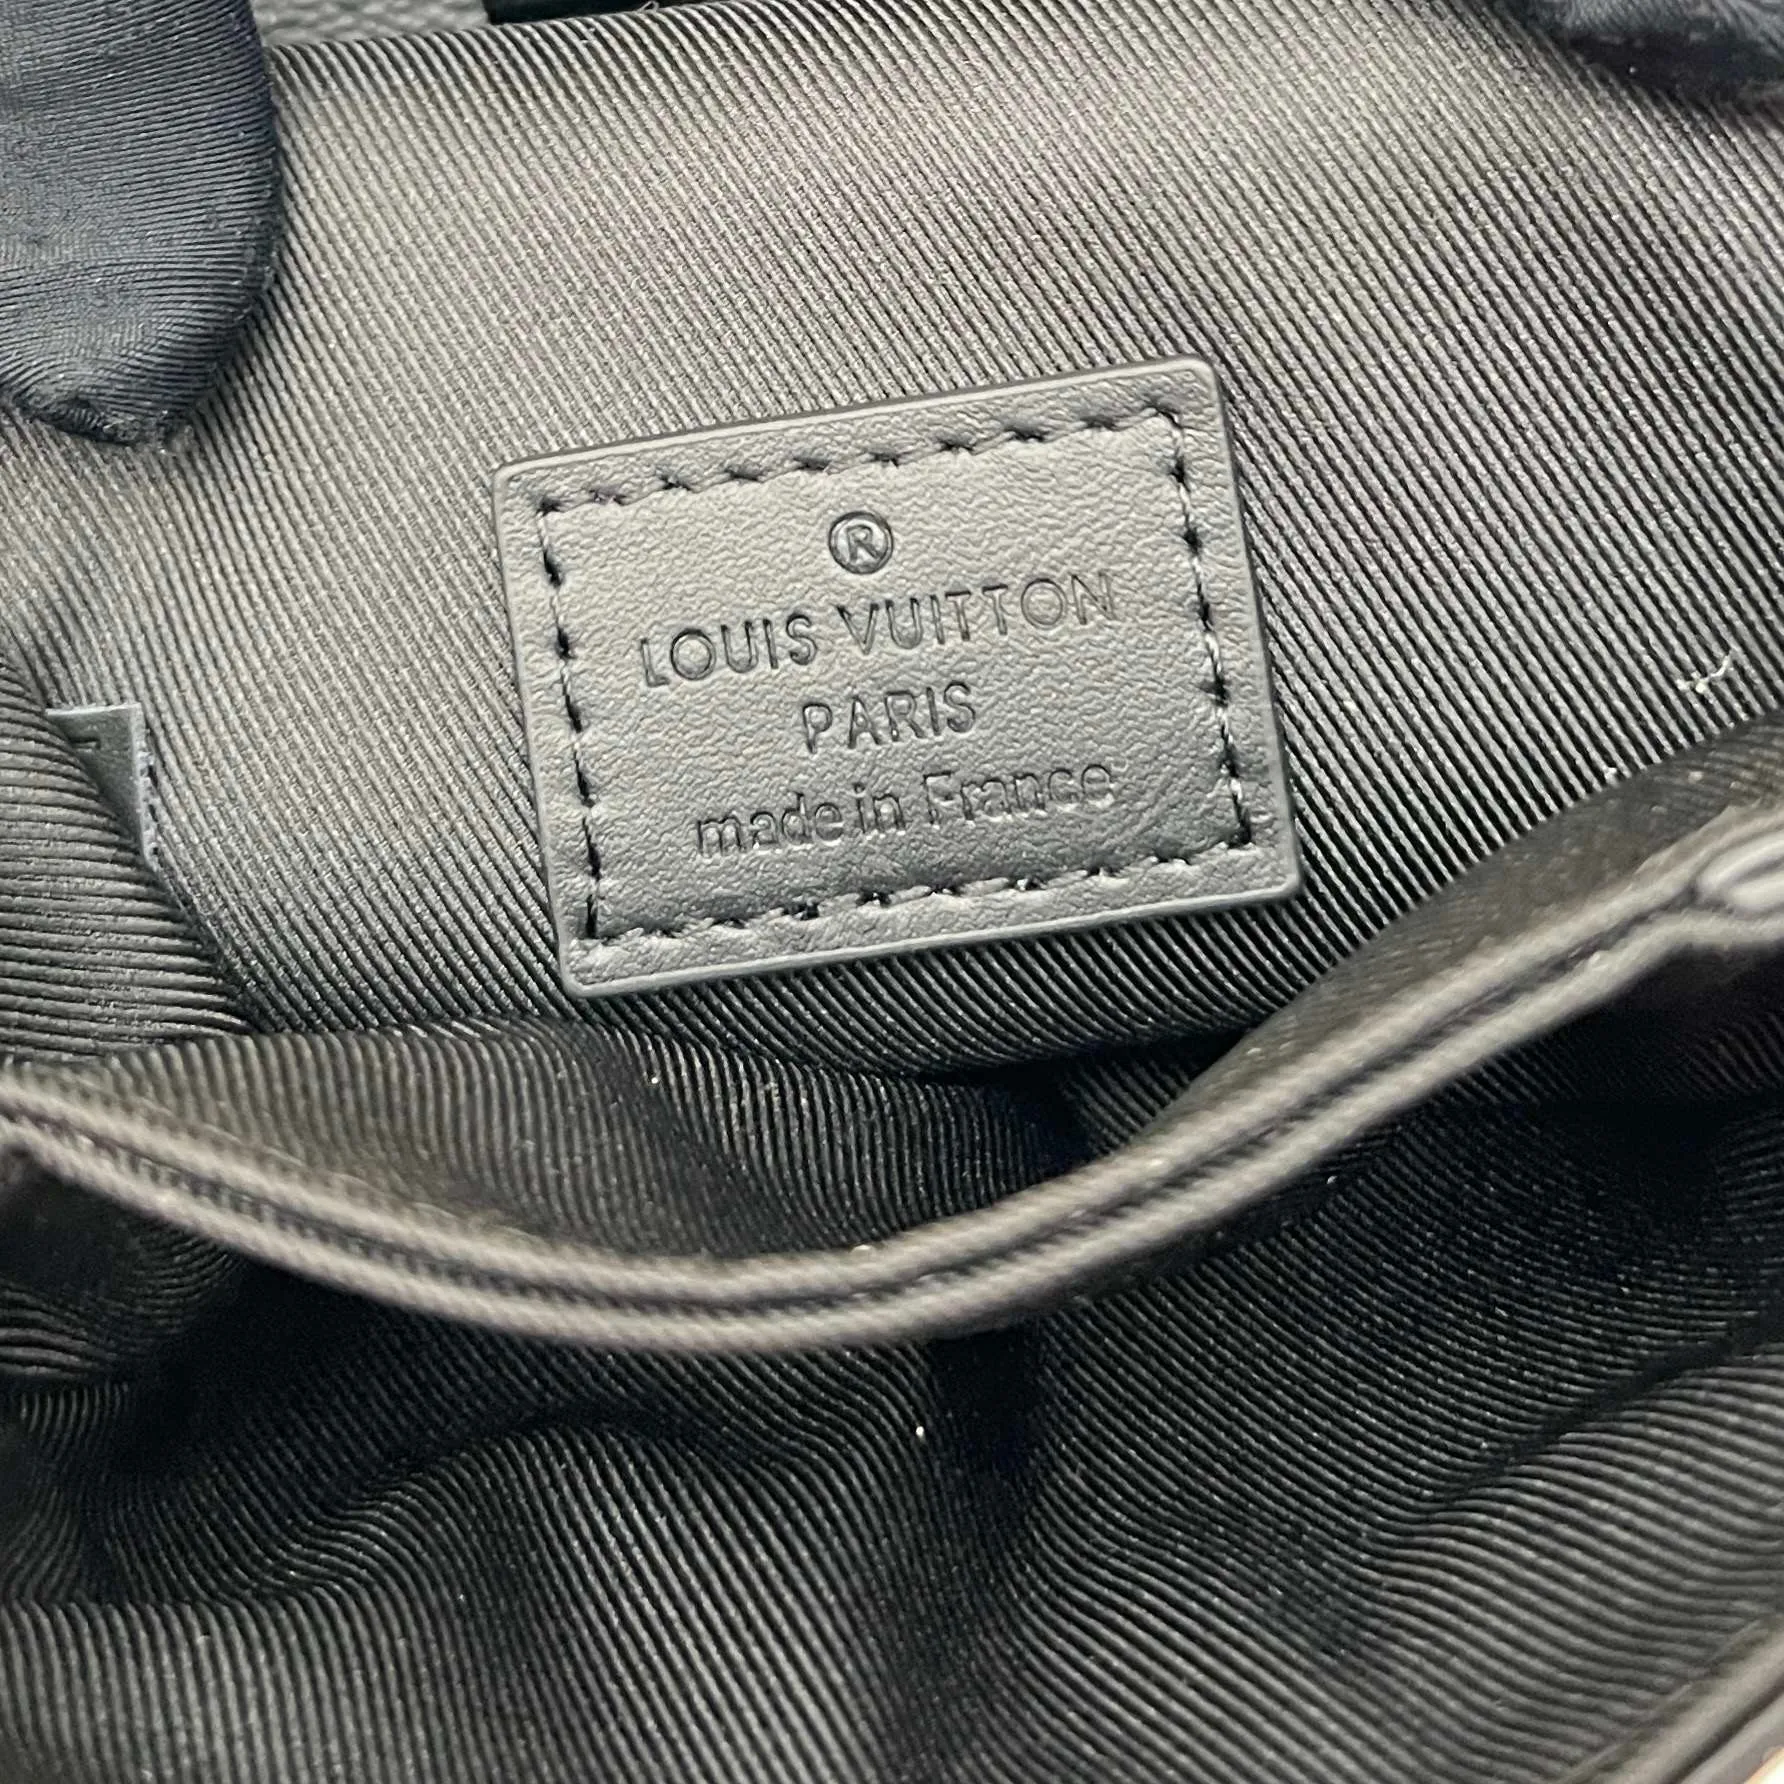 ®
LOUIS VUITTON
PARIS
made in France